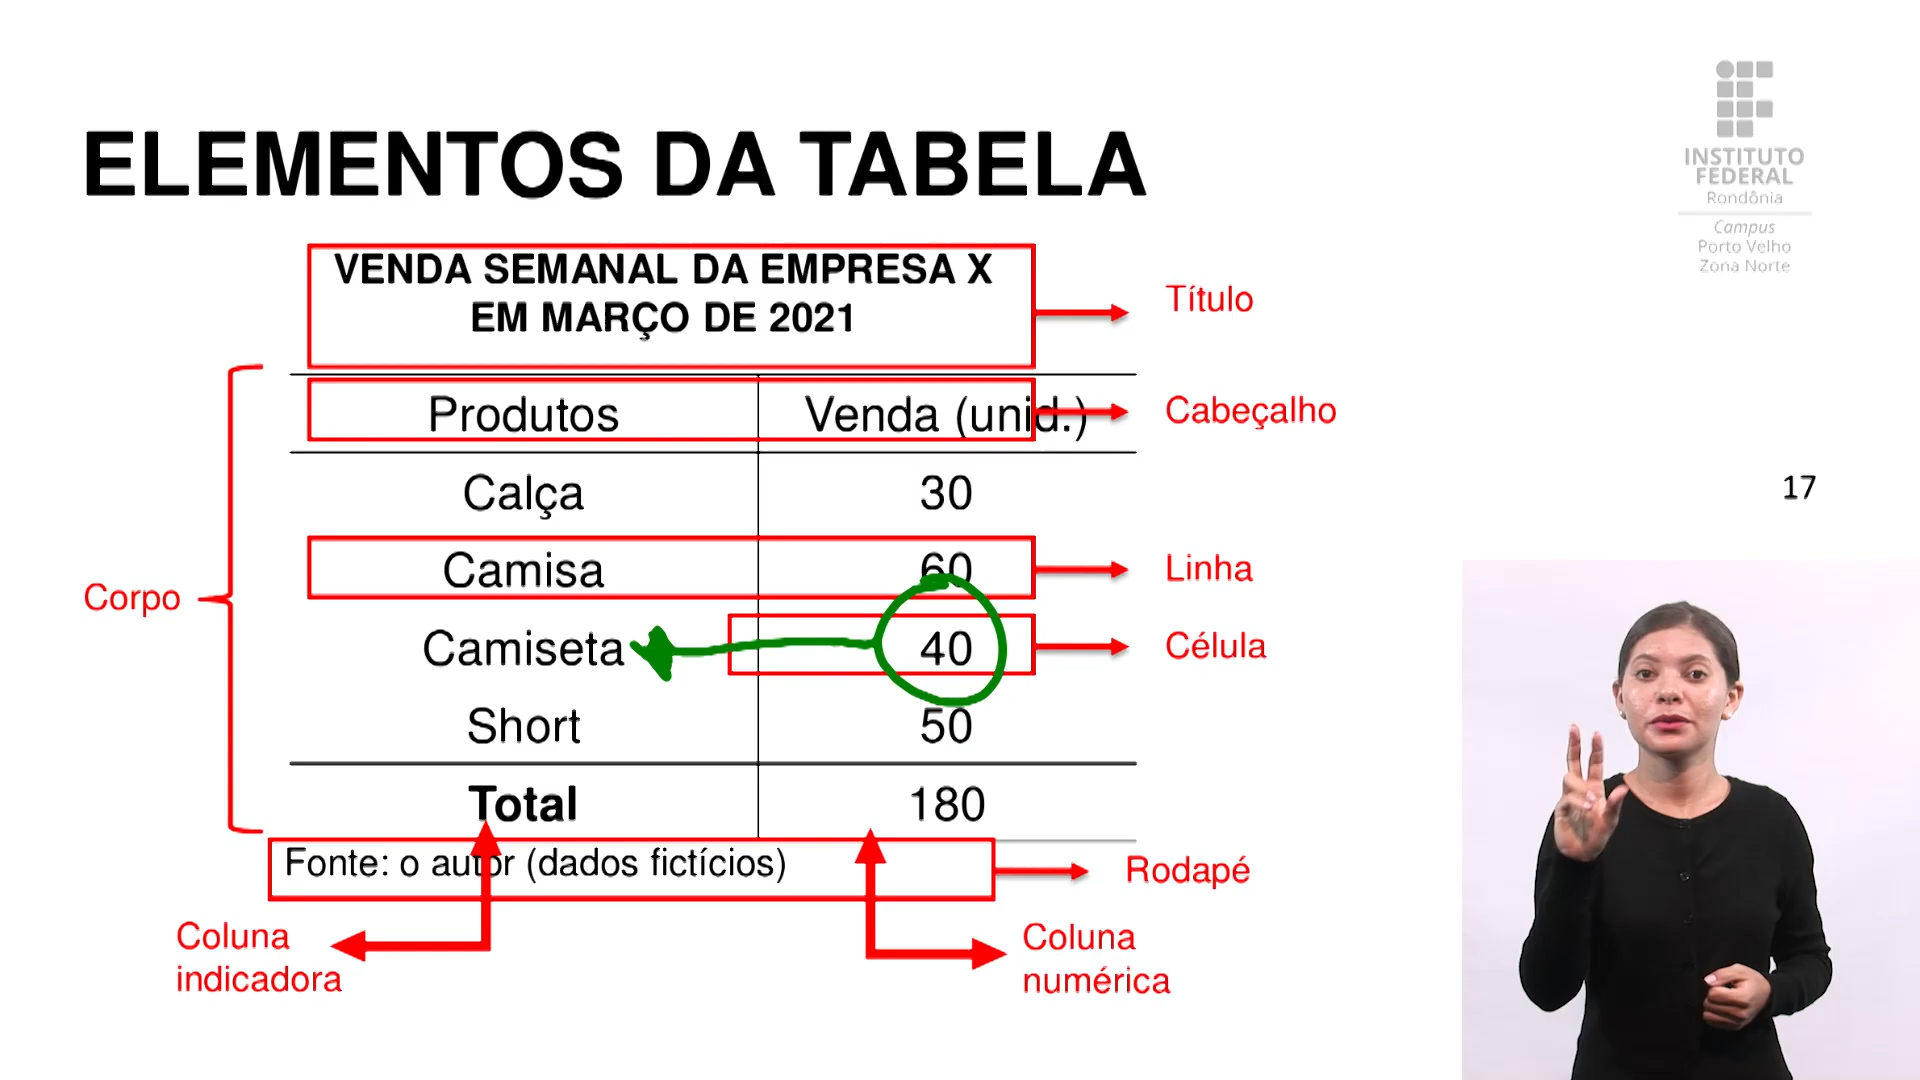 INSTITUTO
FEDERAL
Rondônia
Campus
Porto Velho
Zona Norte
ELEMENTOS DA TABELA
VENDA SEMANAL DA EMPRESA X
EM MARÇO DE 2021
Título
Produtos Venda (unid.)
Cabeçalho
Calça 30
17
Camisa 60
Linha
Corpo
Camiseta 40
Célula
Short 50
Total 180
Fonte: o autor (dados fictícios)
Rodapé
Coluna
indicadora
Coluna
numérica